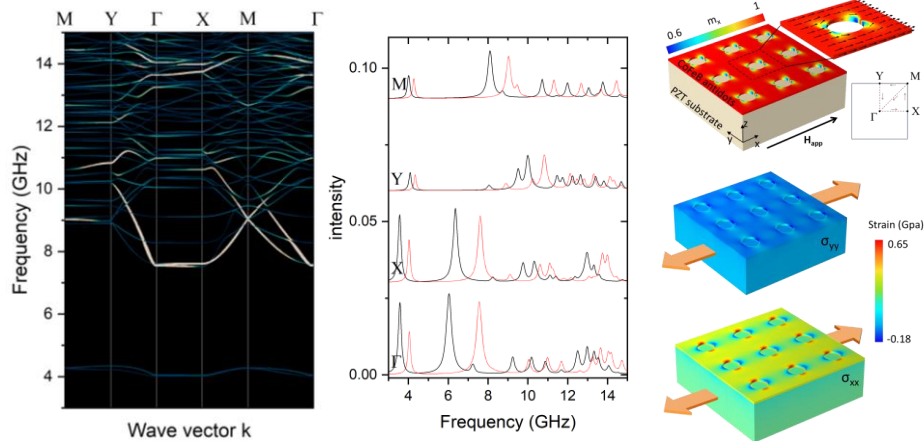 M Y Γ X M Γ
14
12
10
8
6
4
Frequency (GHz)
Wave vector k
0.10
0.05
0.00
intensity
M
Y
X
Γ
4 6 8 10 12 14
Frequency (GHz)
0.6 mx 1
CoFeB antidots
PZT substrate
z
y
x
Happ
Y M
Γ X
σyy
Strain (Gpa)
0.65
-0.18
σxx